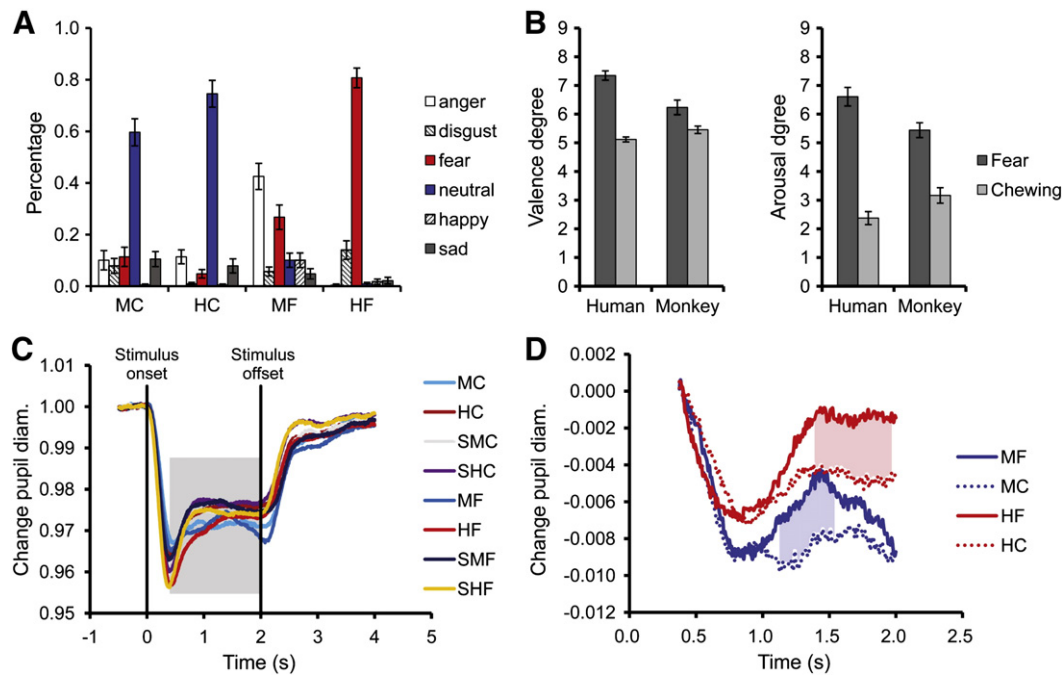 A
Percentage
1.0
0.8
0.6
0.4
0.2
0.0
MC HC MF HF
anger
disgust
fear
neutral
happy
sad
B
Valence degree
9
8
7
6
5
4
3
2
1
0
Human Monkey
Arousal dgree
9
8
7
6
5
4
3
2
1
0
Human Monkey
Fear
Chewing
C
Stimulus
onset
Stimulus
offset
Change pupil diam.
1.01
1.00
0.99
0.98
0.97
0.96
0.95
-1 0 1 2 3 4 5
Time (s)
MC
HC
SMC
SHC
MF
HF
SMF
SHF
D
Change pupil diam.
0.002
0.000
-0.002
-0.004
-0.006
-0.008
-0.010
-0.012
0.0 0.5 1.0 1.5 2.0 2.5
Time (s)
MF
MC
HF
HC